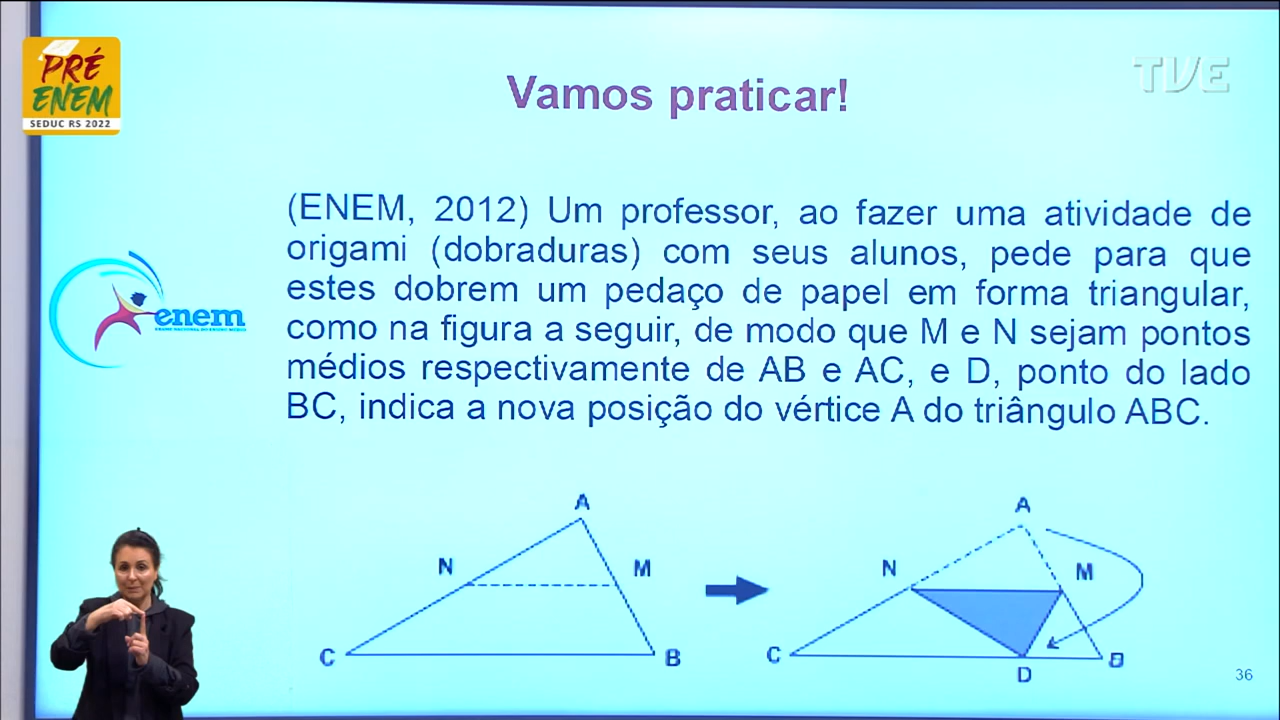 PRÉ
ENEM
SEDUC RS 2022
TVE
Vamos praticar!
(ENEM, 2012) Um professor, ao fazer uma atividade de
origami (dobraduras) com seus alunos, pede para que
estes dobrem um pedaço de papel em forma triangular,
como na figura a seguir, de modo que M e N sejam pontos
médios respectivamente de AB e AC, e D, ponto do lado
BC, indica a nova posição do vértice A do triângulo ABC.
enem
A
N
M
C
B
A
N
M
C
B
D
36